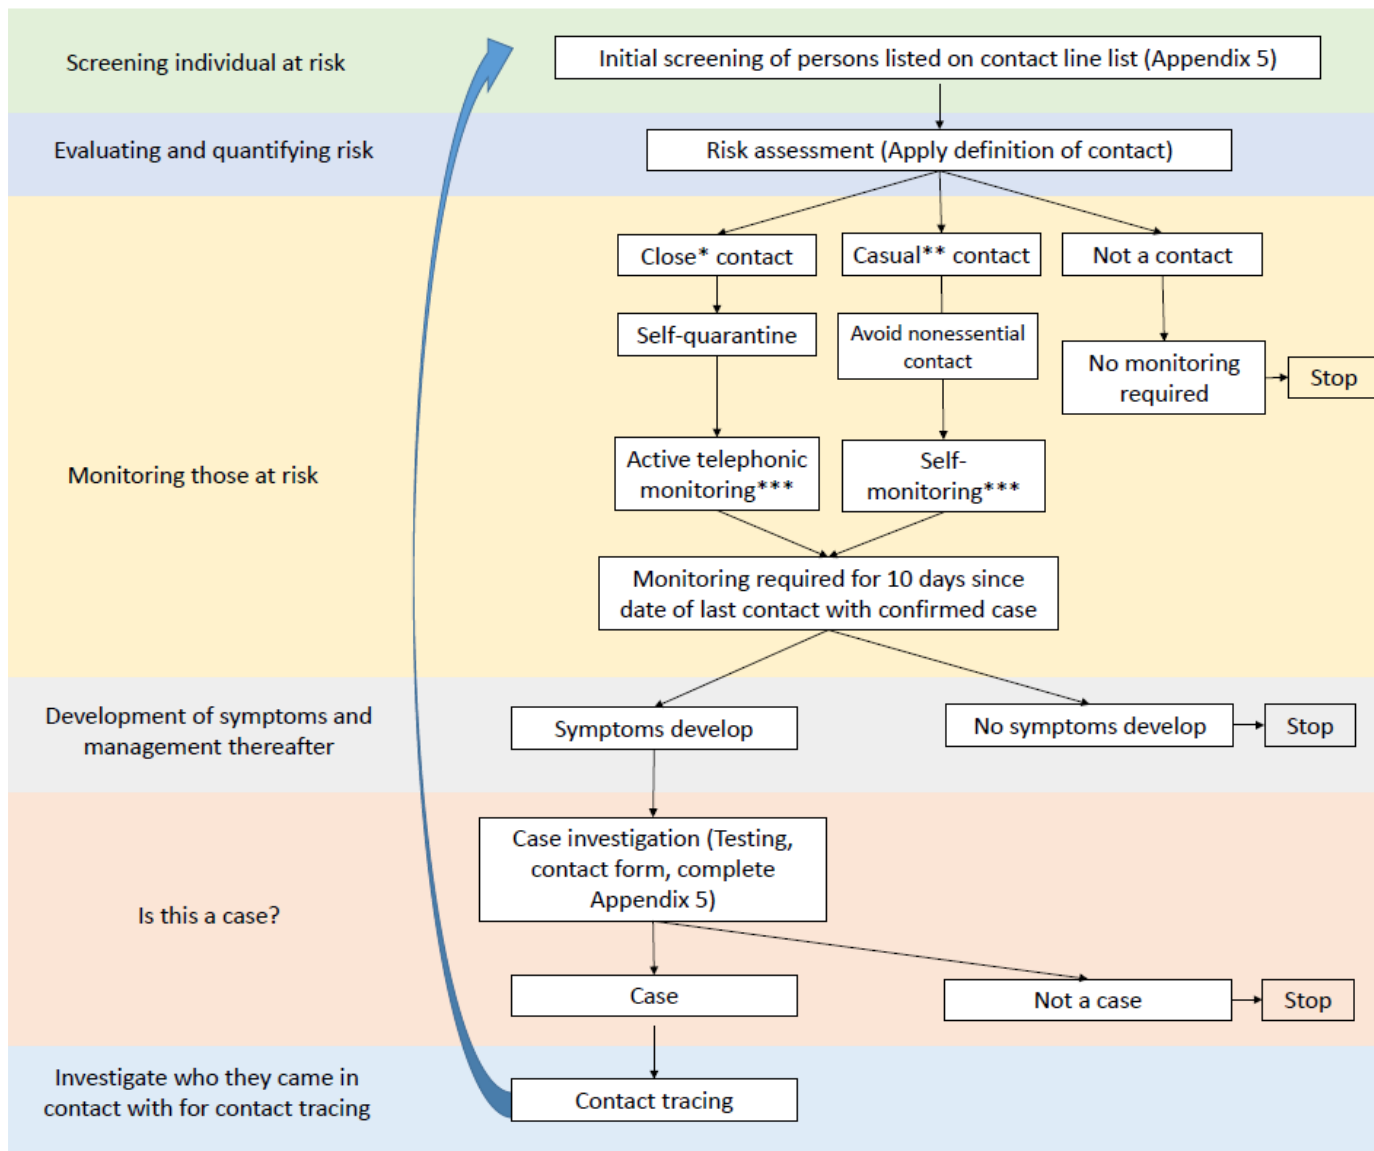 Screening individual at risk
Initial screening of persons listed on contact line list (Appendix 5)
Evaluating and quantifying risk
Risk assessment (Apply definition of contact)
Close* contact
Casual** contact
Not a contact
Self-quarantine
Avoid nonessential
contact
No monitoring
required
Stop
Monitoring those at risk
Active telephonic
monitoring***
Self-
monitoring***
Monitoring required for 10 days since
date of last contact with confirmed case
Development of symptoms and
management thereafter
Symptoms develop
No symptoms develop
Stop
Case investigation (Testing,
contact form, complete
Appendix 5)
Is this a case?
Case
Not a case
Stop
Investigate who they came in
contact with for contact tracing
Contact tracing